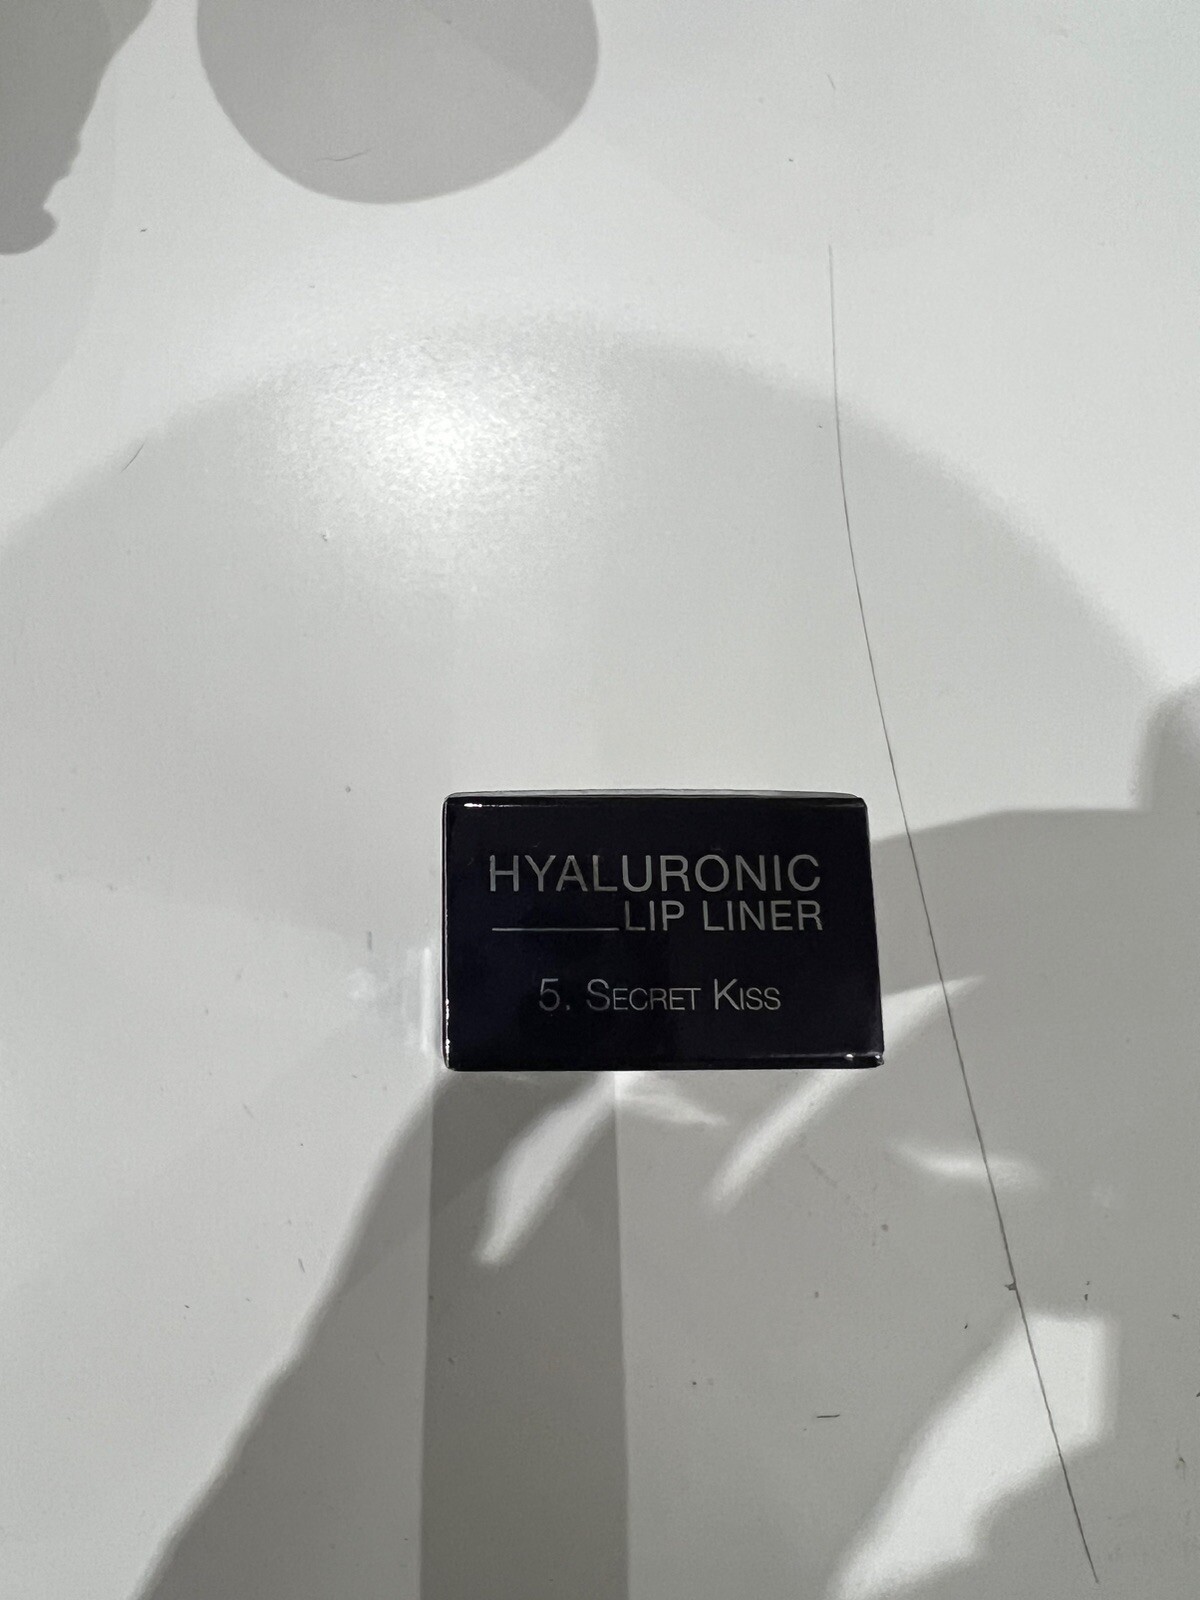 HYALURONIC
LIP LINER
5. SECRET KISS